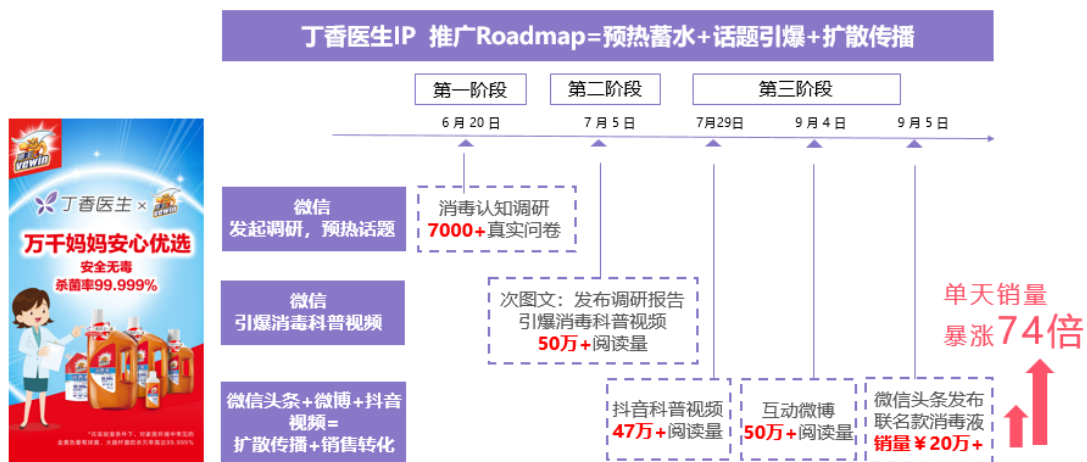 丁香医生IP 推广Roadmap=预热蓄水+话题引爆+扩散传播
第一阶段
第二阶段
第三阶段
6月20日
7月5日
7月29日
9月4日
9月5日
威王
vewin
丁香医生×
万千妈妈安心优选
安全无毒
杀菌率99.999%
微信
发起调研，预热话题
消毒认知调研
7000+真实问卷
微信
引爆消毒科普视频
次图文：发布调研报告
引爆消毒科普视频
50万+阅读量
单天销量
暴涨74倍
微信头条+微博+抖音
视频=
扩散传播+销售转化
抖音科普视频
47万+阅读量
互动微博
50万+阅读量
微信头条发布
联名款消毒液
销量￥20万+